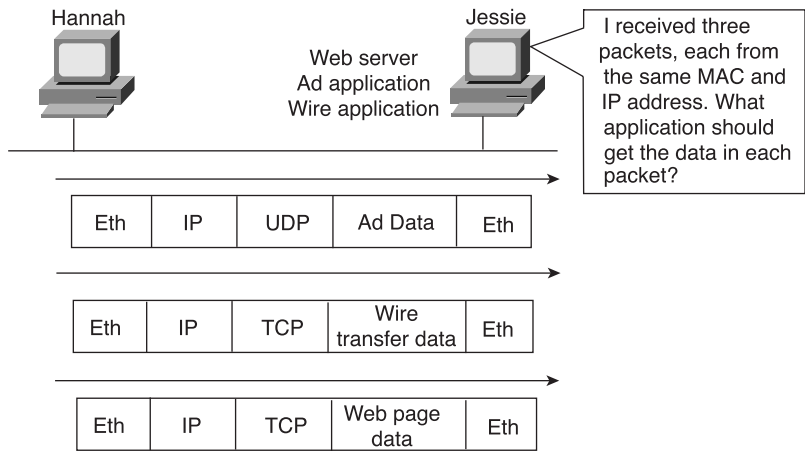 Hannah
Jessie
Web server
Ad application
Wire application
I received three
packets, each from
the same MAC and
IP address. What
application should
get the data in each
packet?
Eth IP UDP Ad Data Eth
Eth IP TCP Wire transfer data Eth
Eth IP TCP Web page data Eth